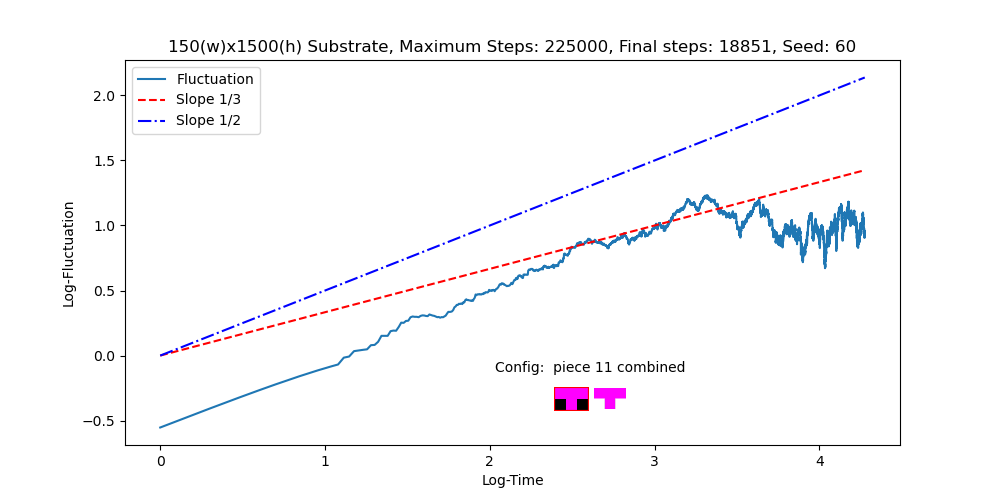 150(w)x1500(h) Substrate, Maximum Steps: 225000, Final steps: 18851, Seed: 60
Fluctuation
Slope 1/3
Slope 1/2
2.0
1.5
1.0
0.5
0.0
−0.5
Log-Fluctuation
Config:  piece 11 combined
0 1 2 3 4
Log-Time